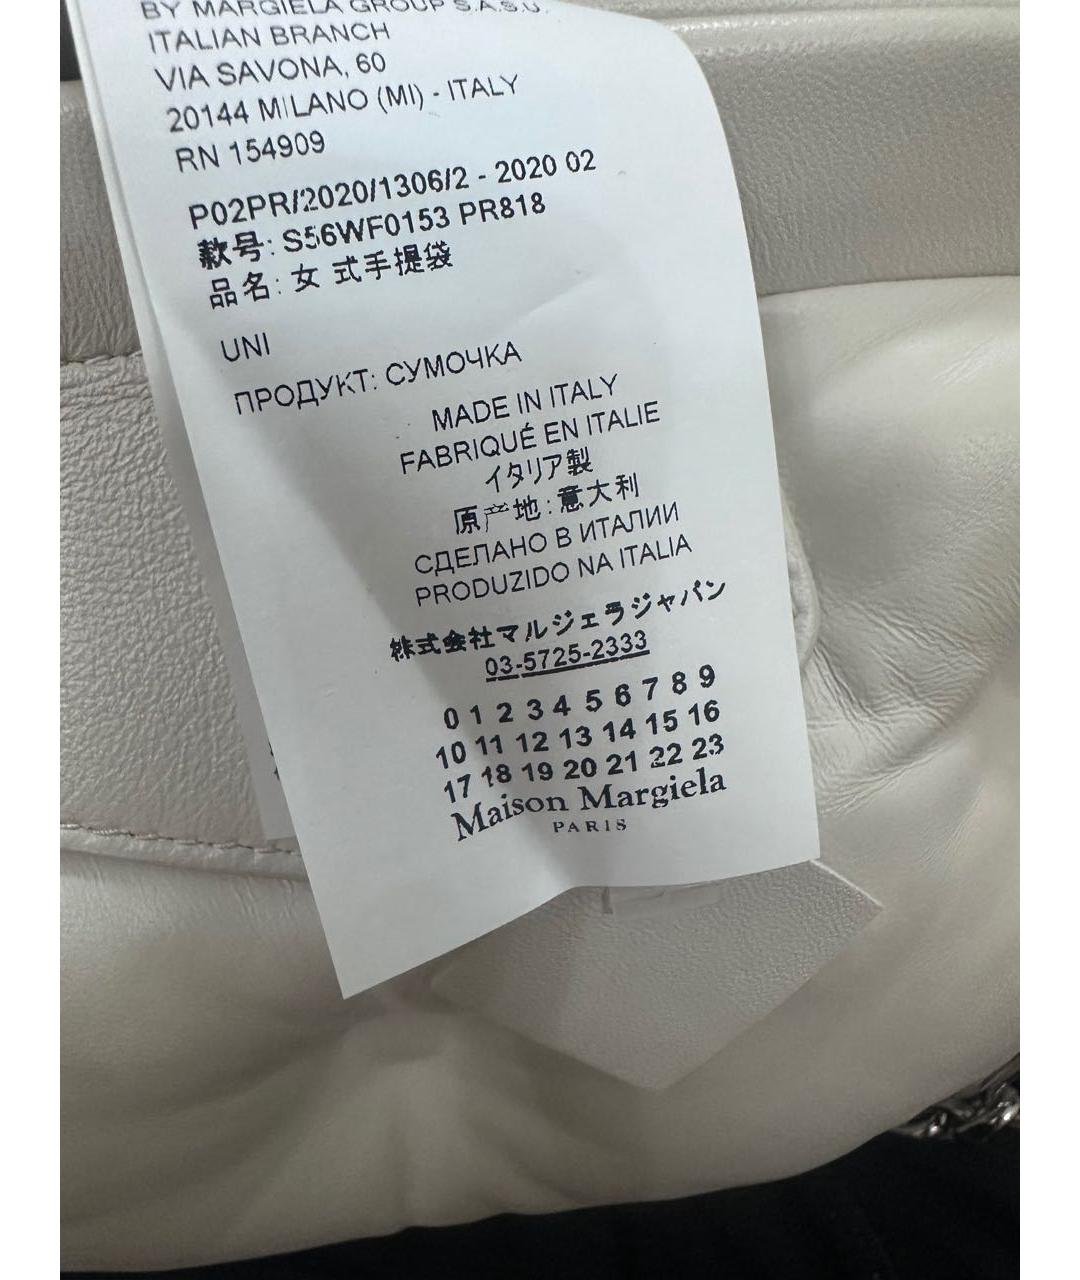 BY MARGIELA GROUP S.A.S.U.
ITALIAN BRANCH
VIA SAVONA, 60
20144 MILANO (MI) - ITALY
RN 154909
P02PR/2020/1306/2 - 2020 02
款号: S56WF0153 PR818
品名: 女 式手提袋
UNI
ПРОДУКТ: СУМОЧКА
MADE IN ITALY
FABRIQUÉ EN ITALIE
イタリア製
原产地: 意大利
СДЕЛАНО В ИТАЛИИ
PRODUZIDO NA ITALIA
株式会社マルジェラジャパン
03-5725-2333
0 1 2 3 4 5 6 7 8 9
10 11 12 13 14 15 16
17 18 19 20 21 22 23
Maison Margiela
PARIS